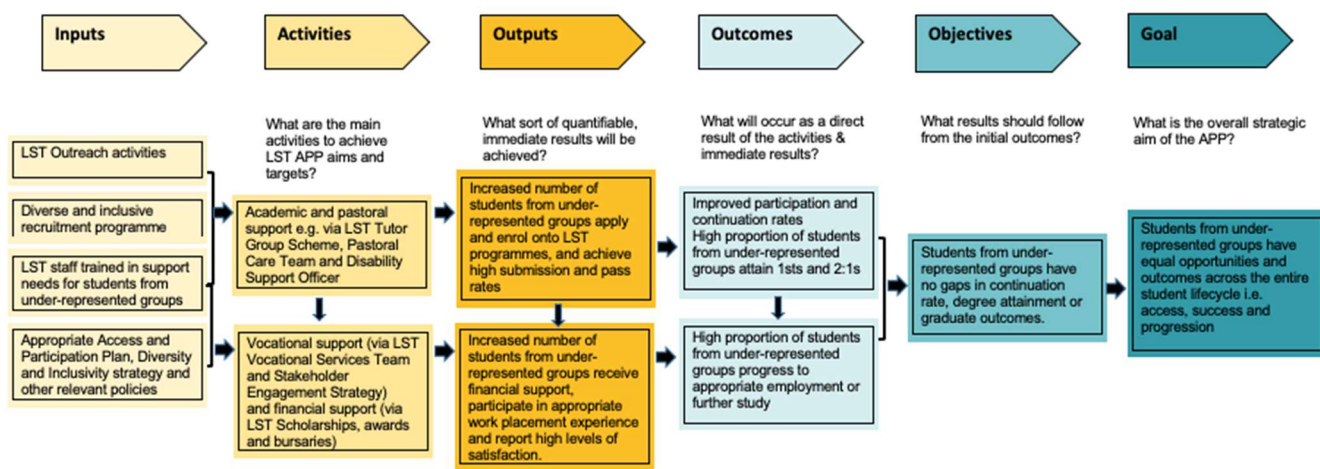 Inputs
Activities
Outputs
Outcomes
Objectives
Goal
What are the main
activities to achieve
LST APP aims and
targets?
What sort of quantifiable,
immediate results will be
achieved?
What will occur as a direct
result of the activities &
immediate results?
What results should follow
from the initial outcomes?
What is the overall strategic
aim of the APP?
LST Outreach activities
Diverse and inclusive
recruitment programme
LST staff trained in support
needs for students from
under-represented groups
Appropriate Access and
Participation Plan, Diversity
and Inclusivity strategy and
other relevant policies
Academic and pastoral
support e.g. via LST Tutor
Group Scheme, Pastoral
Care Team and Disability
Support Officer
Vocational support (via LST
Vocational Services Team
and Stakeholder
Engagement Strategy)
and financial support (via
LST Scholarships, awards
and bursaries)
Increased number of
students from under-
represented groups apply
and enrol onto LST
programmes, and achieve
high submission and pass
rates
Increased number of
students from under-
represented groups receive
financial support,
participate in appropriate
work placement experience
and report high levels of
satisfaction.
Improved participation and
continuation rates
High proportion of students
from under-represented
groups attain 1sts and 2:1s
High proportion of students
from under-represented
groups progress to
appropriate employment or
further study
Students from under-
represented groups have
no gaps in continuation
rate, degree attainment or
graduate outcomes.
Students from under-
represented groups have
equal opportunities and
outcomes across the entire
student lifecycle i.e.
access, success and
progression